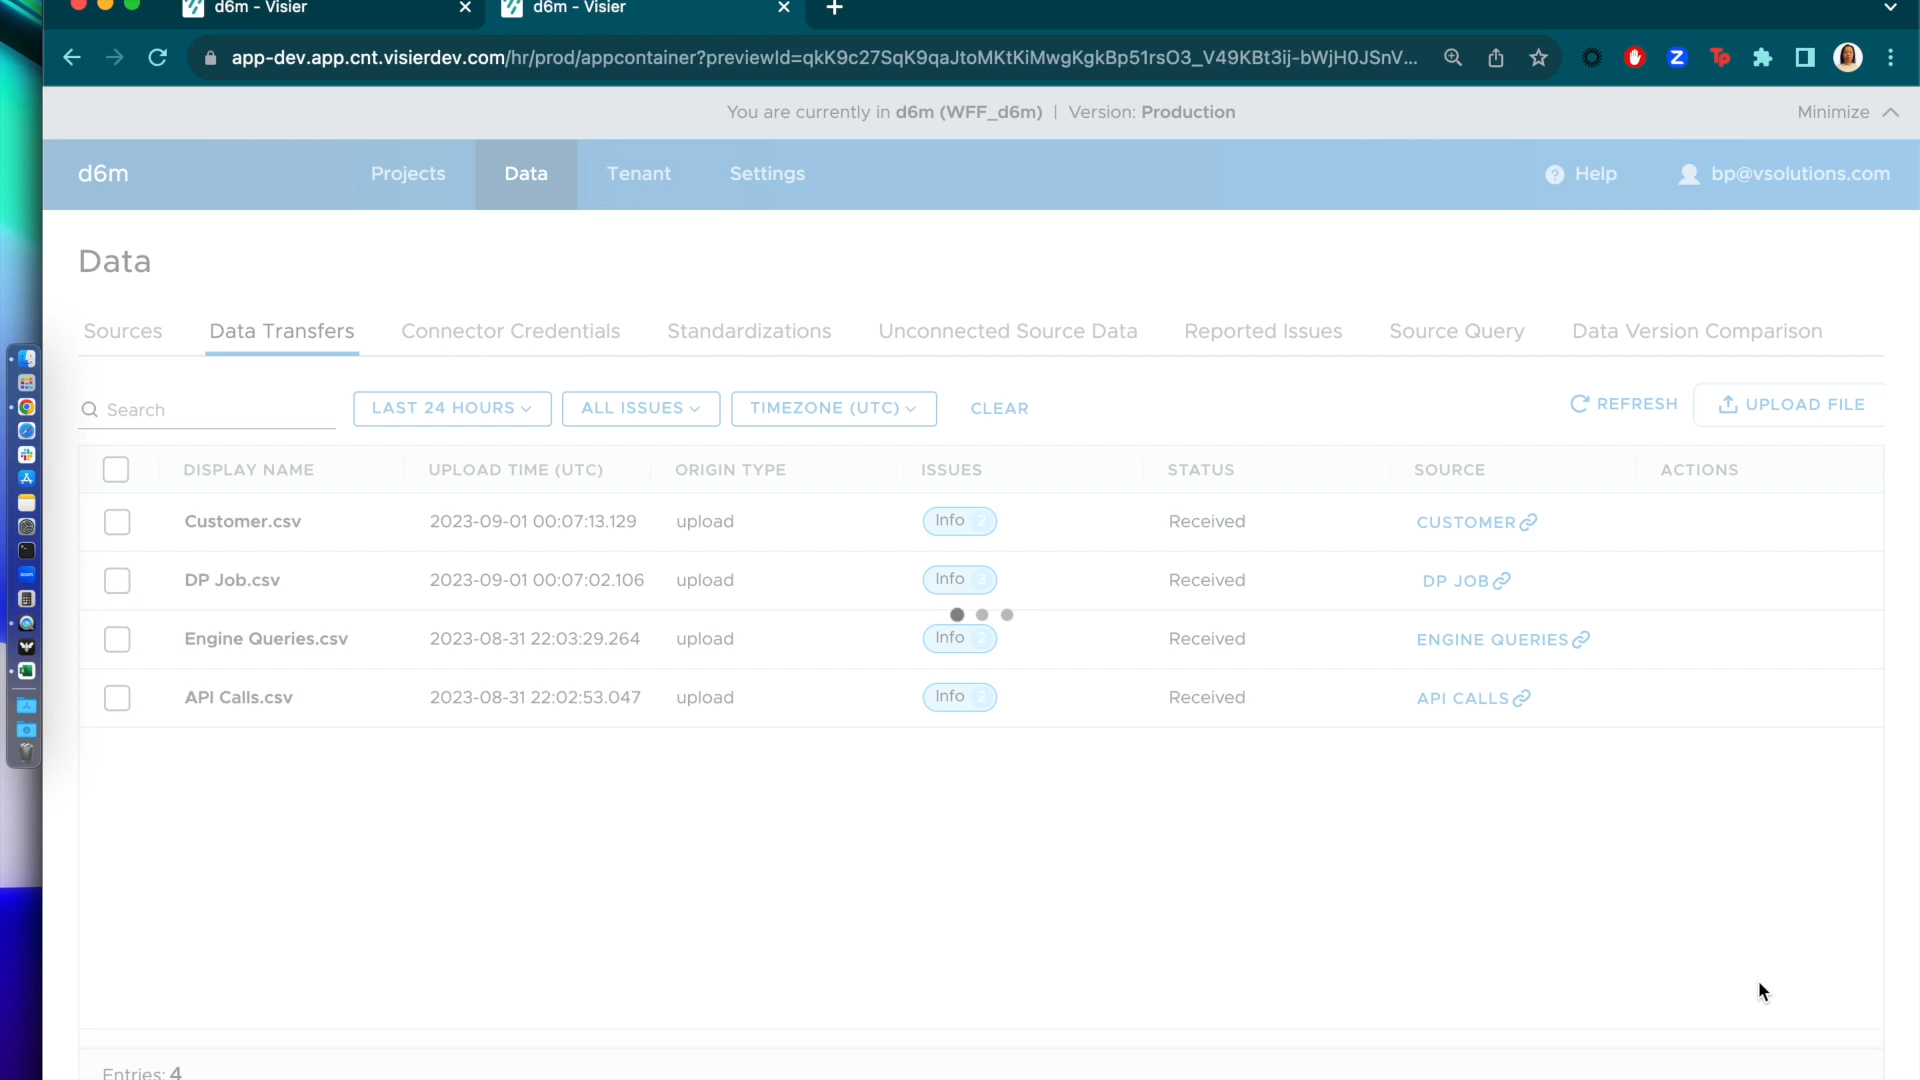 d6m - Visier
d6m - Visier
app-dev.app.cnt.visierdev.com/hr/prod/appcontainer?previewId=qkK9c27SqK9qaJtoMKtKiMwgKgkBp51rsO3_V49KBt3ij-bWjH0JSnV...
You are currently in d6m (WFF_d6m) | Version: Production
Minimize
d6m
Projects
Data
Tenant
Settings
Help
bp@vsolutions.com
Data
Sources
Data Transfers
Connector Credentials
Standardizations
Unconnected Source Data
Reported Issues
Source Query
Data Version Comparison
Search
LAST 24 HOURS
ALL ISSUES
TIMEZONE (UTC)
CLEAR
REFRESH
UPLOAD FILE
DISPLAY NAME UPLOAD TIME (UTC) ORIGIN TYPE ISSUES STATUS SOURCE ACTIONS
Customer.csv 2023-09-01 00:07:13.129 upload Info 2 Received CUSTOMER
DP Job.csv 2023-09-01 00:07:02.106 upload Info 3 Received DP JOB
Engine Queries.csv 2023-08-31 22:03:29.264 upload Info 2 Received ENGINE QUERIES
API Calls.csv 2023-08-31 22:02:53.047 upload Info 2 Received API CALLS
Entries: 4